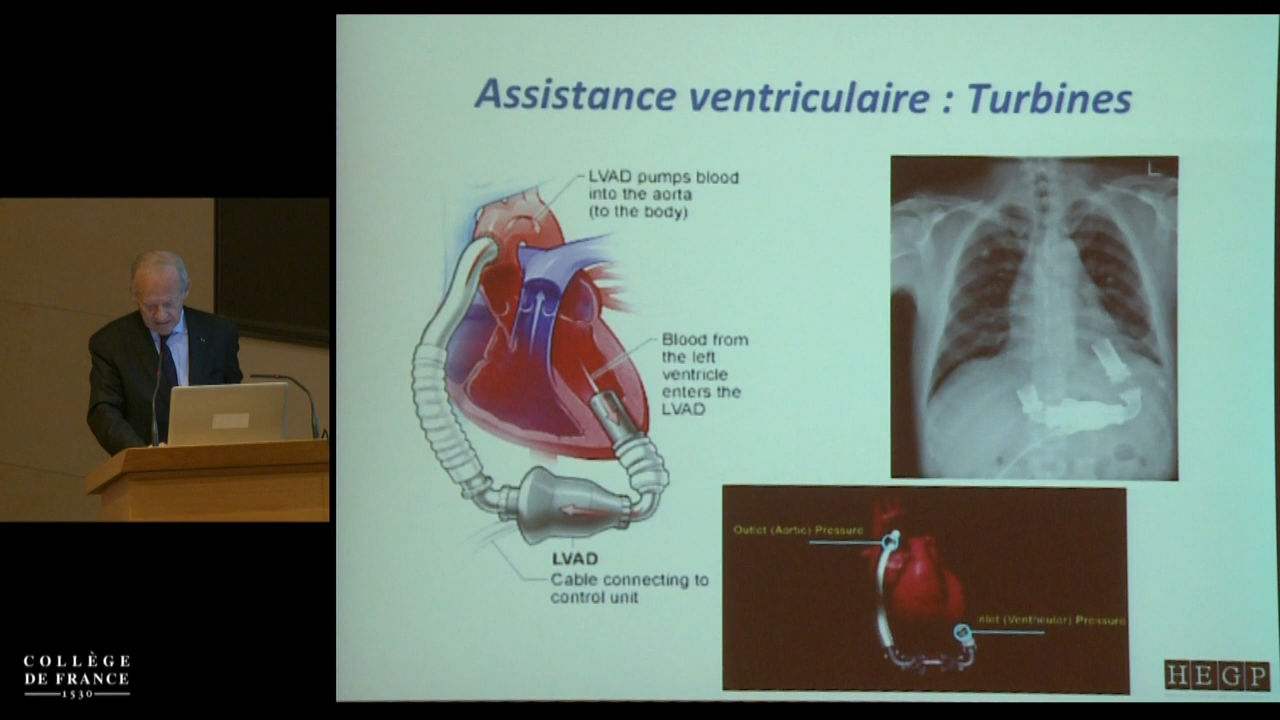 Assistance ventriculaire : Turbines
LVAD pumps blood
into the aorta
(to the body)
L
Blood from
the left
ventricle
enters the
LVAD
LVAD
Cable connecting to
control unit
Outlet (Aortic) Pressure
nlet (Ventricular) Pressure
HEGP
COLLÈGE
DE FRANCE
1530